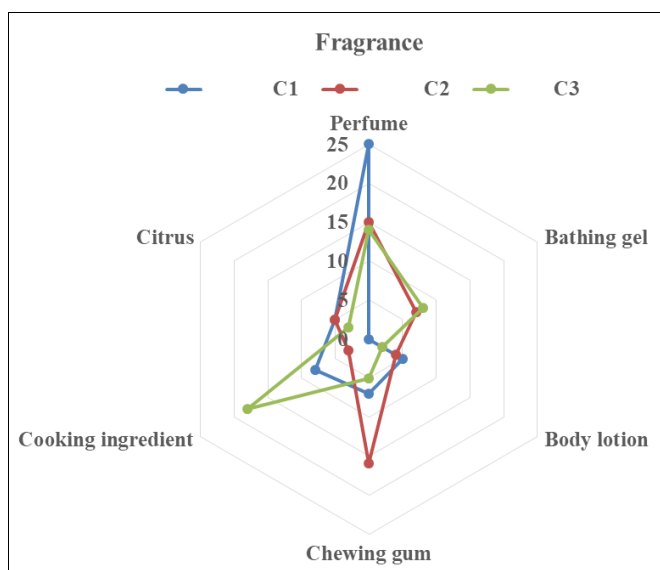 Fragrance
C1 C2 C3
Perfume
25
20
15
10
5
0
Citrus
Bathing gel
Cooking ingredient
Body lotion
Chewing gum